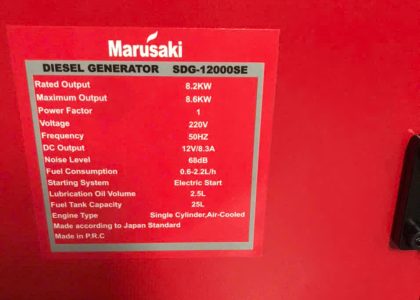 Marusaki
DIESEL GENERATOR SDG-12000SE
Rated Output 8.2KW
Maximum Output 8.6KW
Power Factor 1
Voltage 220V
Frequency 50HZ
DC Output 12V/8.3A
Noise Level 68dB
Fuel Consumption 0.6-2.2L/h
Starting System Electric Start
Lubrication Oil Volume 2.5L
Fuel Tank Capacity 25L
Engine Type Single Cylinder,Air-Cooled
Made according to Japan Standard
Made in P.R.C